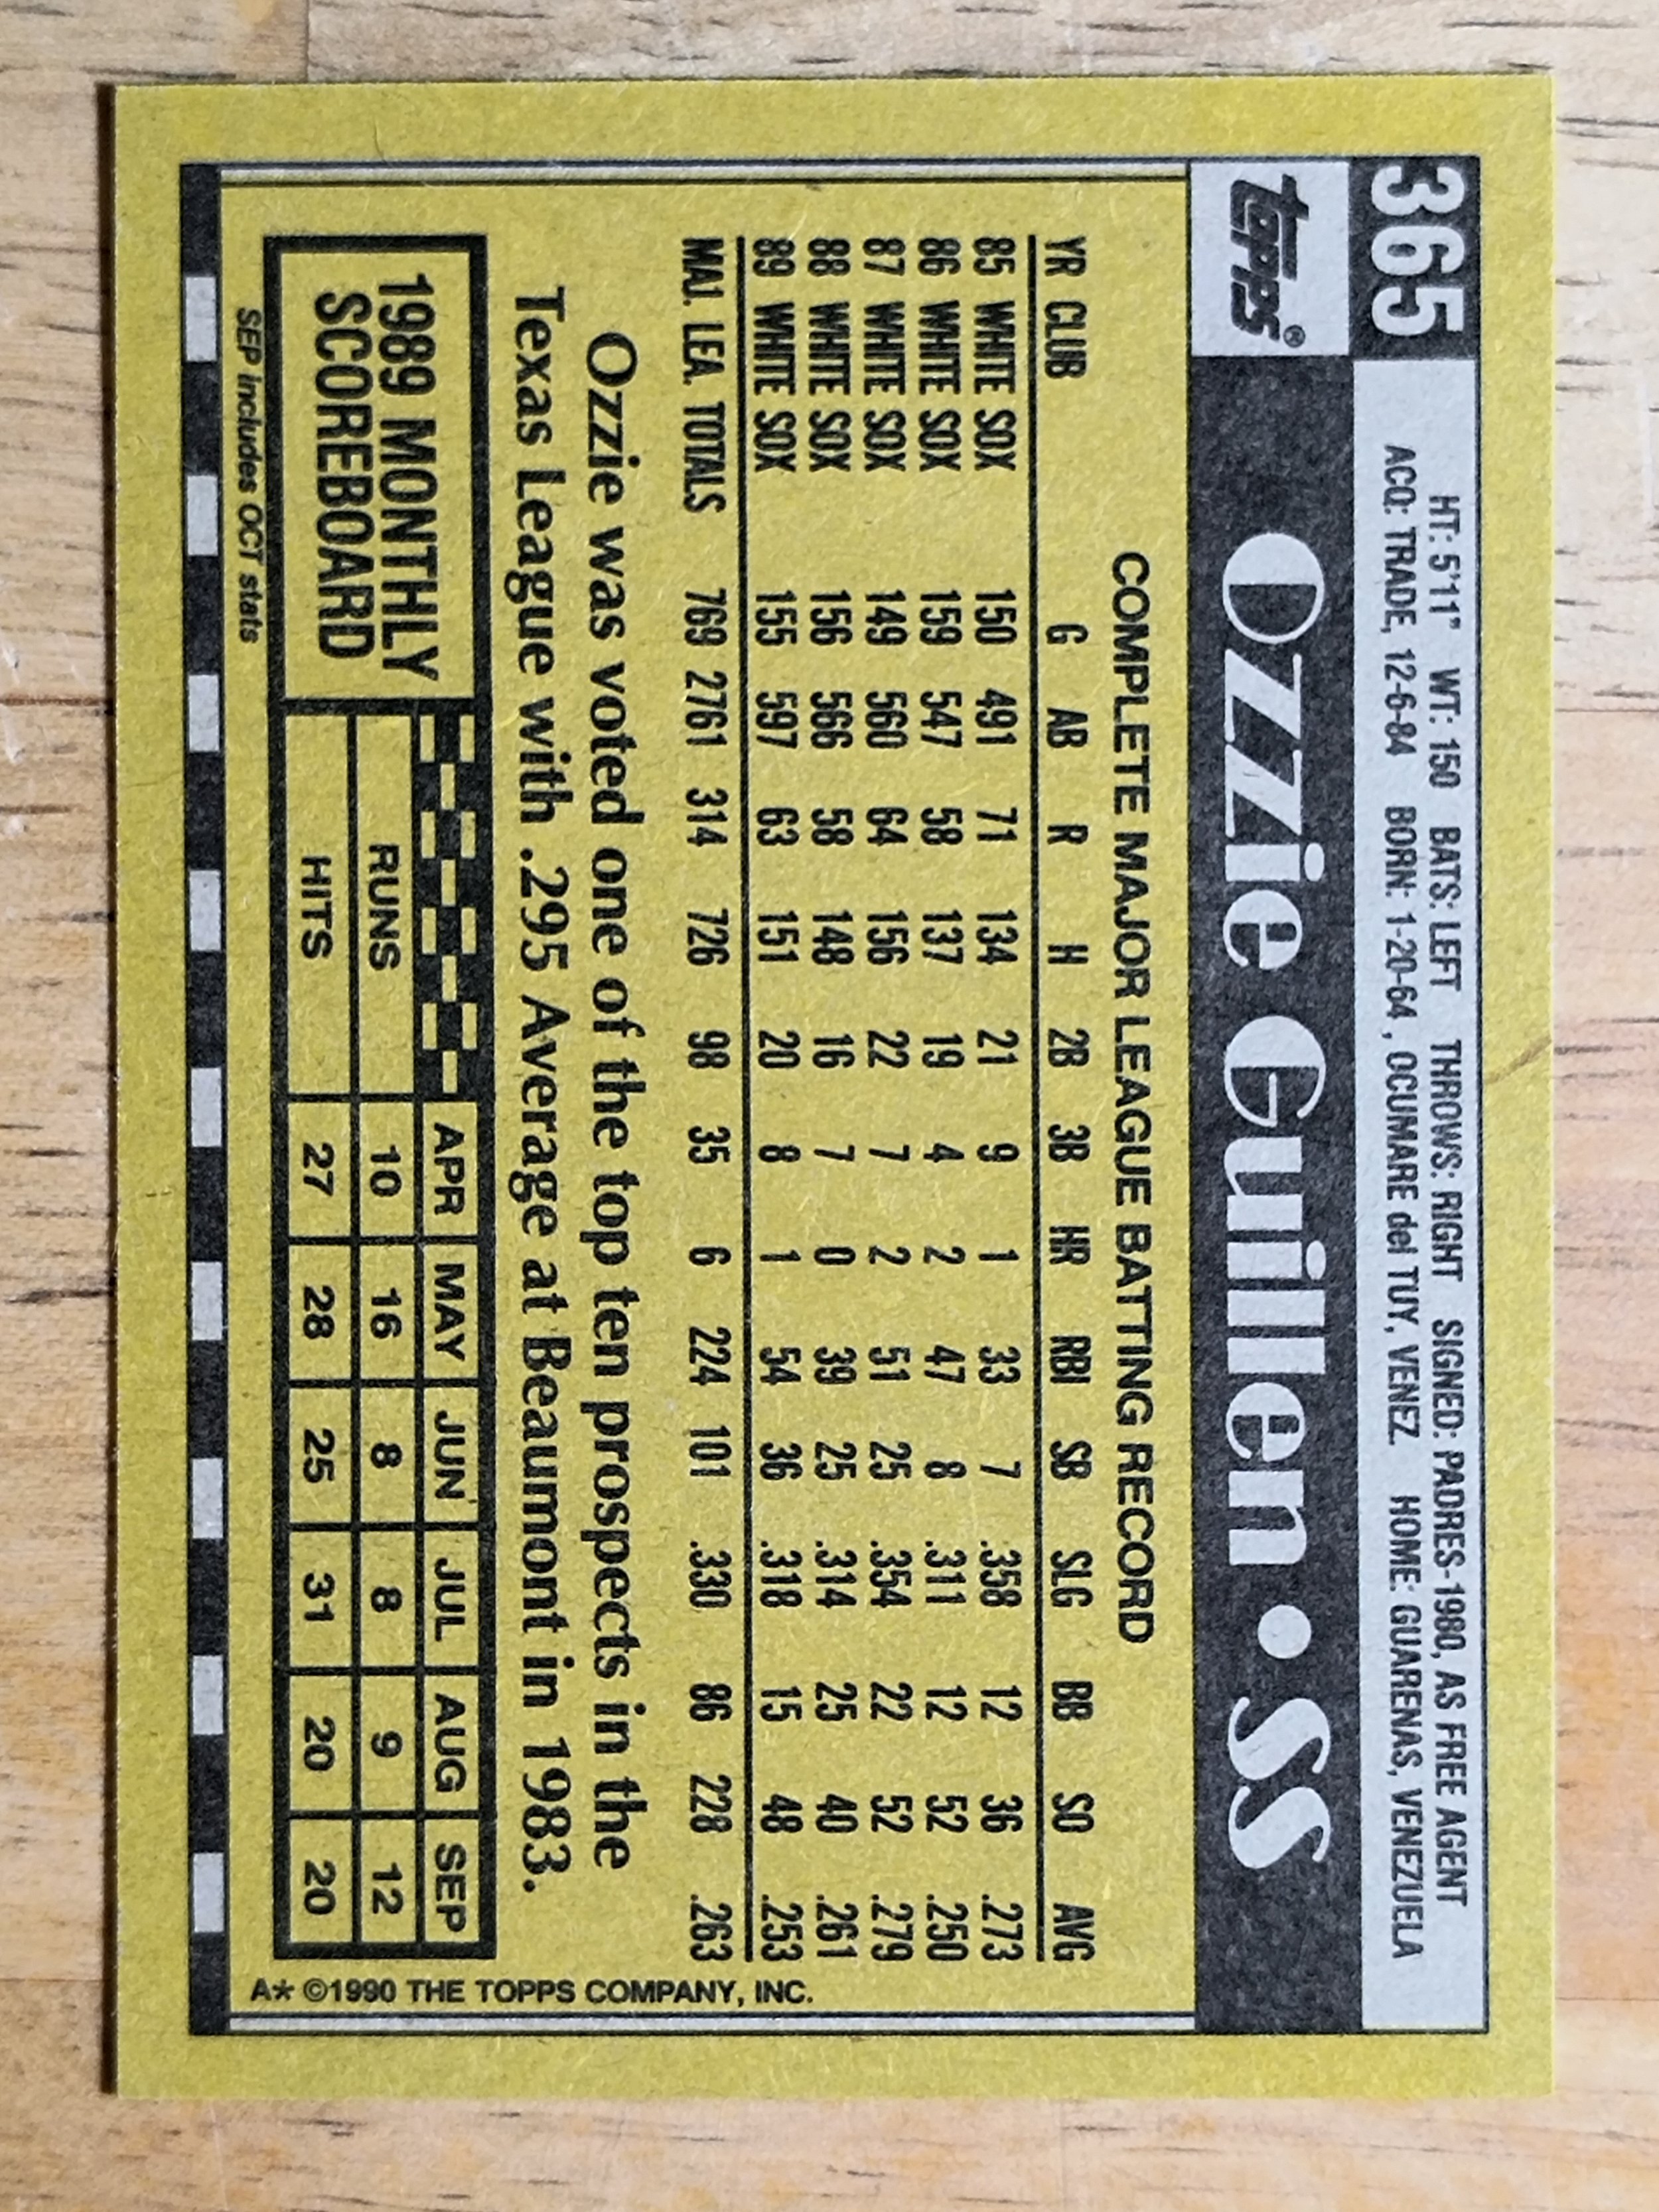 365
HT: 5'11" WT: 150 BATS: LEFT THROWS: RIGHT SIGNED: PADRES-1980, AS FREE AGENT
ACQ: TRADE, 12-6-84 BORN: 1-20-64, OCUMARE del TUY, VENEZ. HOME: GUARENAS, VENEZUELA
topps®
Ozzie Guillen • SS
COMPLETE MAJOR LEAGUE BATTING RECORD
YR CLUB G AB R H 2B 3B HR RBI SB SLG BB SO AVG
85 WHITE SOX 150 491 71 134 21 9 1 33 7 .358 12 36 .273
86 WHITE SOX 159 547 58 137 19 4 2 47 8 .311 12 52 .250
87 WHITE SOX 149 560 64 156 22 7 2 51 25 .354 22 52 .279
88 WHITE SOX 156 566 58 148 16 7 0 39 25 .314 25 40 .261
89 WHITE SOX 155 597 63 151 20 8 1 54 36 .318 15 48 .253
MAJ. LEA. TOTALS 769 2761 314 726 98 35 6 224 101 .330 86 228 .263
Ozzie was voted one of the top ten prospects in the
Texas League with .295 Average at Beaumont in 1983.
1989 MONTHLY
SCOREBOARD
APR MAY JUN JUL AUG SEP
RUNS 10 16 8 8 9 12
HITS 27 28 25 31 20 20
SEP includes OCT stats
A* ©1990 THE TOPPS COMPANY, INC.